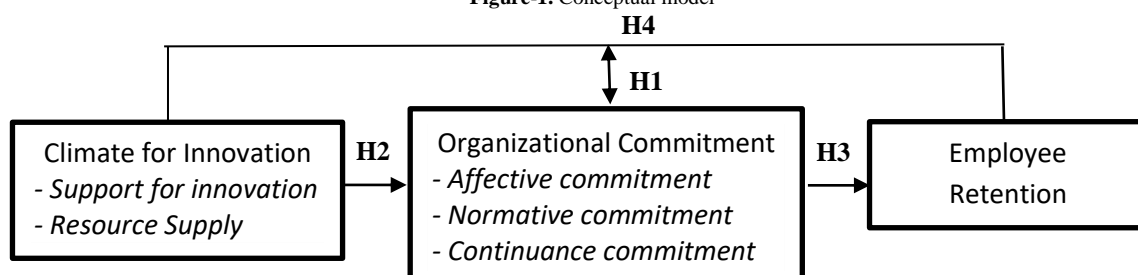 Figure-1. Conceptual model
H4
H1
Climate for Innovation
- Support for innovation
- Resource Supply
H2
Organizational Commitment
- Affective commitment
- Normative commitment
- Continuance commitment
H3
Employee
Retention